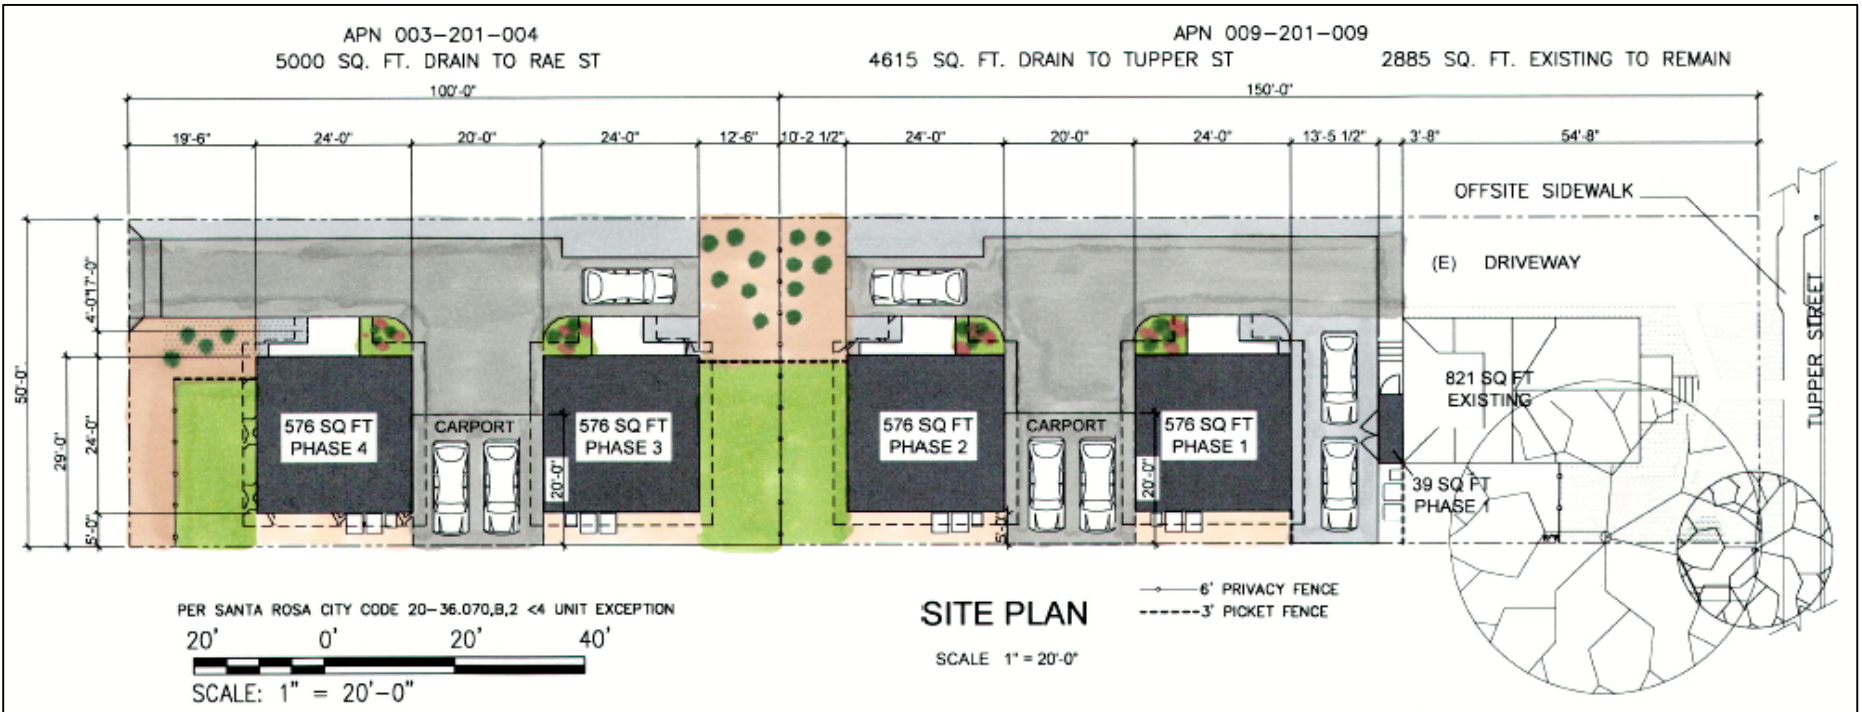 APN 003-201-004
5000 SQ. FT. DRAIN TO RAE ST
APN 009-201-009
4615 SQ. FT. DRAIN TO TUPPER ST
2885 SQ. FT. EXISTING TO REMAIN
100'-0"
150'-0"
19'-6"
24'-0"
20'-0"
24'-0"
12'-6"
10'-2 1/2"
24'-0"
20'-0"
24'-0"
13'-5 1/2"
3'-8"
54'-8"
OFFSITE SIDEWALK
(E) DRIVEWAY
TUPPER STREET
50'-0"
17'-0"
4'-0"
29'-0"
24'-0"
5'-0"
576 SQ FT
PHASE 4
CARPORT
20'-0"
576 SQ FT
PHASE 3
576 SQ FT
PHASE 2
5'-0"
CARPORT
20'-0"
576 SQ FT
PHASE 1
821 SQ FT
EXISTING
39 SQ FT
PHASE 1
PER SANTA ROSA CITY CODE 20-36.070,B,2 <4 UNIT EXCEPTION
20' 0' 20' 40'
SCALE: 1" = 20'-0"
SITE PLAN
SCALE 1" = 20'-0"
6' PRIVACY FENCE
3' PICKET FENCE